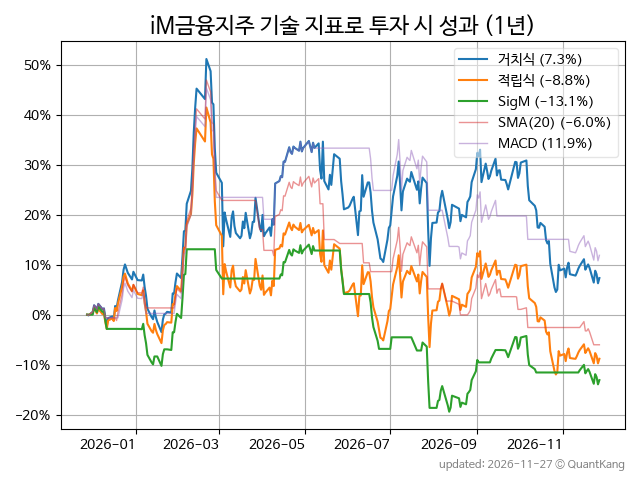 iM금융지주 기술 지표로 투자 시 성과 (1년)
거치식 (7.3%)
적립식 (−8.8%)
SigM (−13.1%)
SMA(20) (−6.0%)
MACD (11.9%)
50%
40%
30%
20%
10%
0%
−10%
−20%
2026-01 2026-03 2026-05 2026-07 2026-09 2026-11
updated: 2026-11-27 © QuantKang